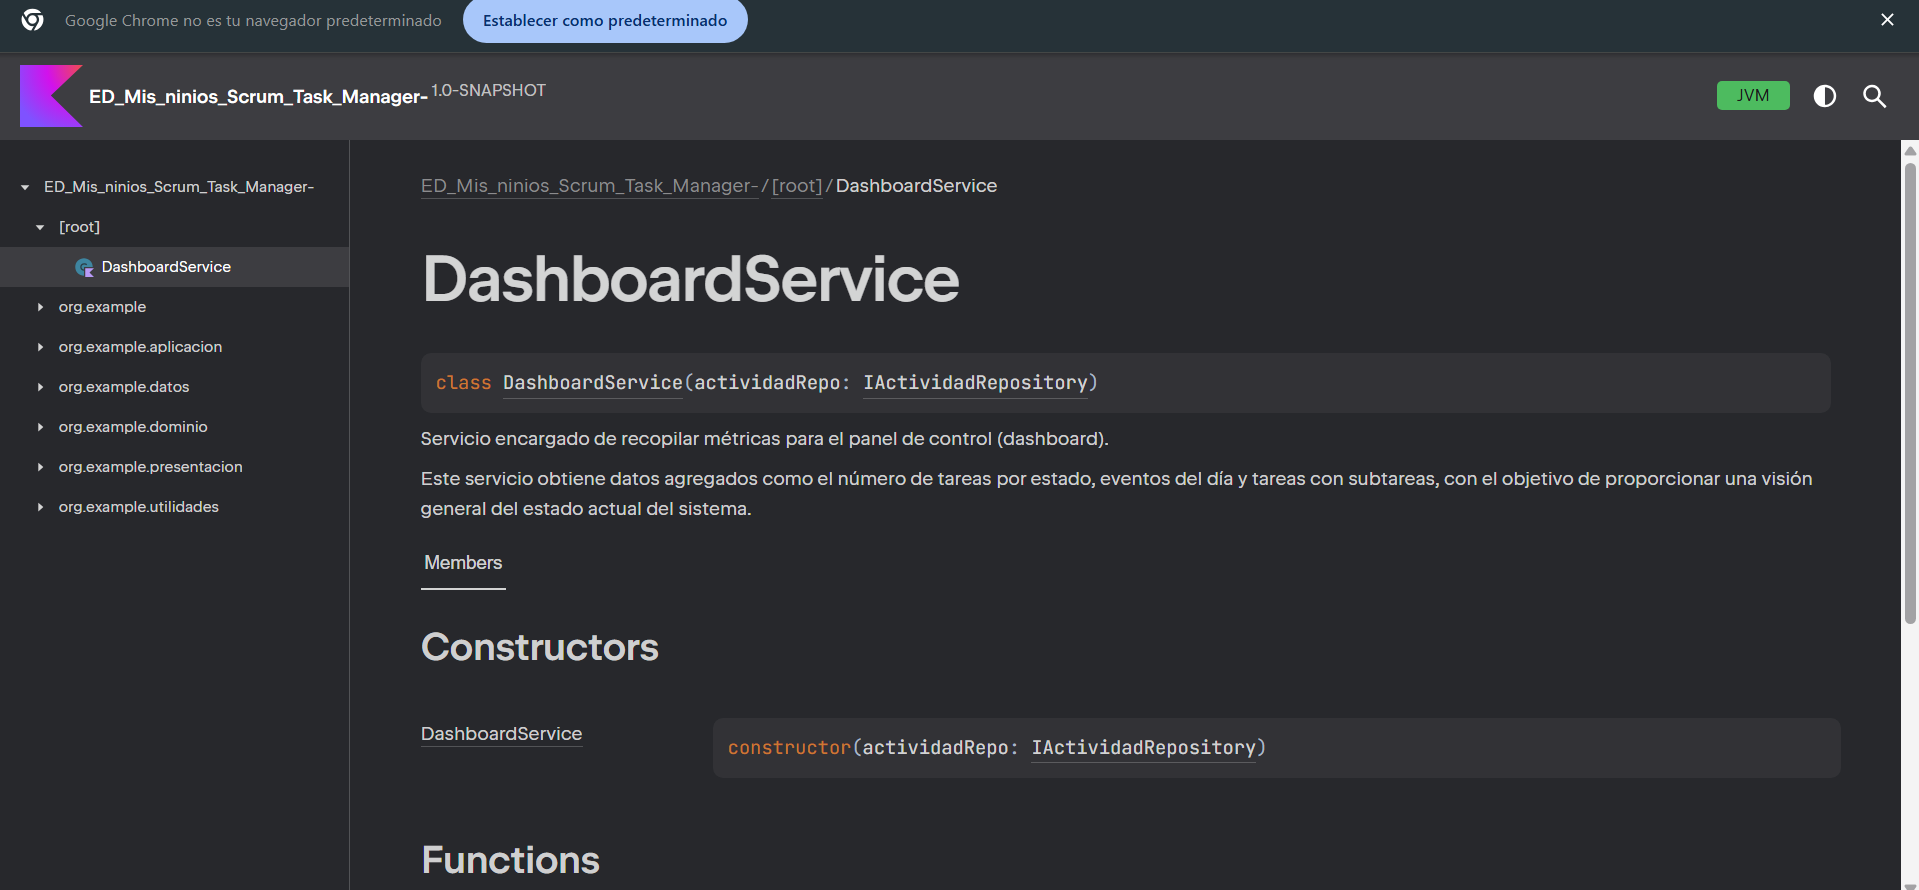 Google Chrome no es tu navegador predeterminado Establecer como predeterminado
ED_Mis_ninios_Scrum_Task_Manager- 1.0-SNAPSHOT JVM
ED_Mis_ninios_Scrum_Task_Manager-
[root]
DashboardService
org.example
org.example.aplicacion
org.example.datos
org.example.dominio
org.example.presentacion
org.example.utilidades
ED_Mis_ninios_Scrum_Task_Manager-/[root]/DashboardService
DashboardService
class DashboardService(actividadRepo: IActividadRepository)
Servicio encargado de recopilar métricas para el panel de control (dashboard).
Este servicio obtiene datos agregados como el número de tareas por estado, eventos del día y tareas con subtareas, con el objetivo de proporcionar una visión
general del estado actual del sistema.
Members
Constructors
DashboardService constructor(actividadRepo: IActividadRepository)
Functions